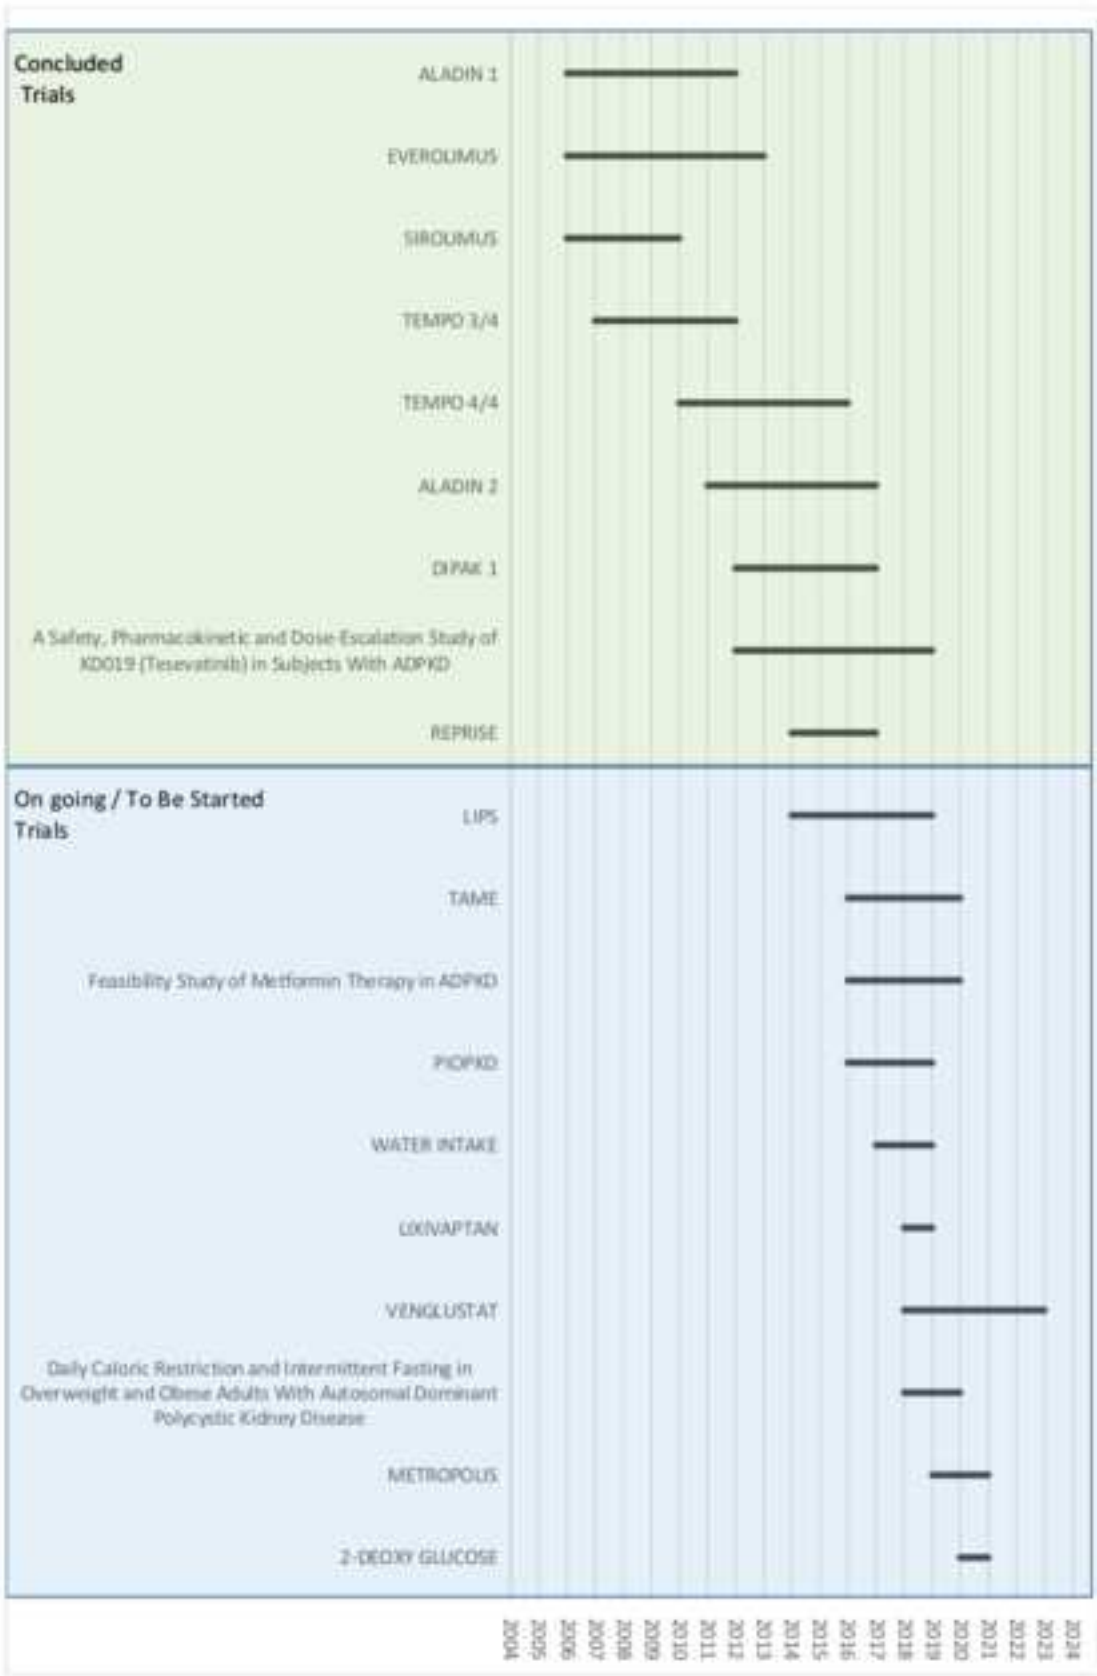 Concluded
Trials
ALADIN 1
EVEROLIMUS
SIROLIMUS
TEMPO 3/4
TEMPO 4/4
ALADIN 2
DIPAK 1
A Safety, Pharmacokinetic and Dose-Escalation Study of
KD019 (Tesevatinib) in Subjects With ADPKD
REPRISE
On going / To Be Started
Trials
LIPS
TAME
Feasibility Study of Metformin Therapy in ADPKD
PIOPKD
WATER INTAKE
LIXIVAPTAN
VENGLUSTAT
Daily Caloric Restriction and Intermittent Fasting in
Overweight and Obese Adults With Autosomal Dominant
Polycystic Kidney Disease
METROPOLIS
2-DEOXY GLUCOSE
2004
2005
2006
2007
2008
2009
2010
2011
2012
2013
2014
2015
2016
2017
2018
2019
2020
2021
2022
2023
2024